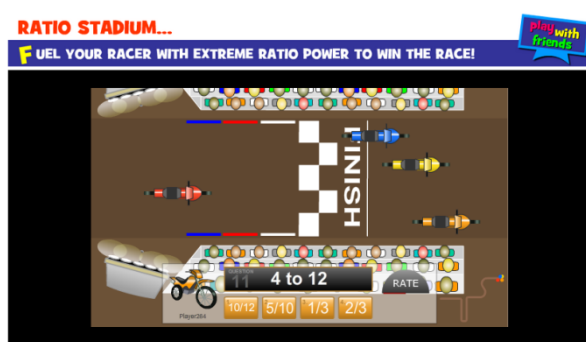 RATIO STADIUM...
play with
friends
FUEL YOUR RACER WITH EXTREME RATIO POWER TO WIN THE RACE!
FINISH
QUESTION
11
4 to 12
RATE
10/12 5/10 1/3 2/3
Player264